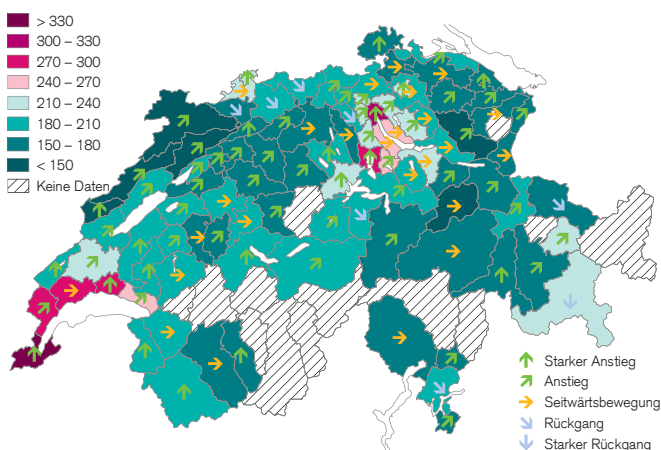 > 330
300 – 330
270 – 300
240 – 270
210 – 240
180 – 210
150 – 180
< 150
Keine Daten
Starker Anstieg
Anstieg
Seitwärtsbewegung
Rückgang
Starker Rückgang